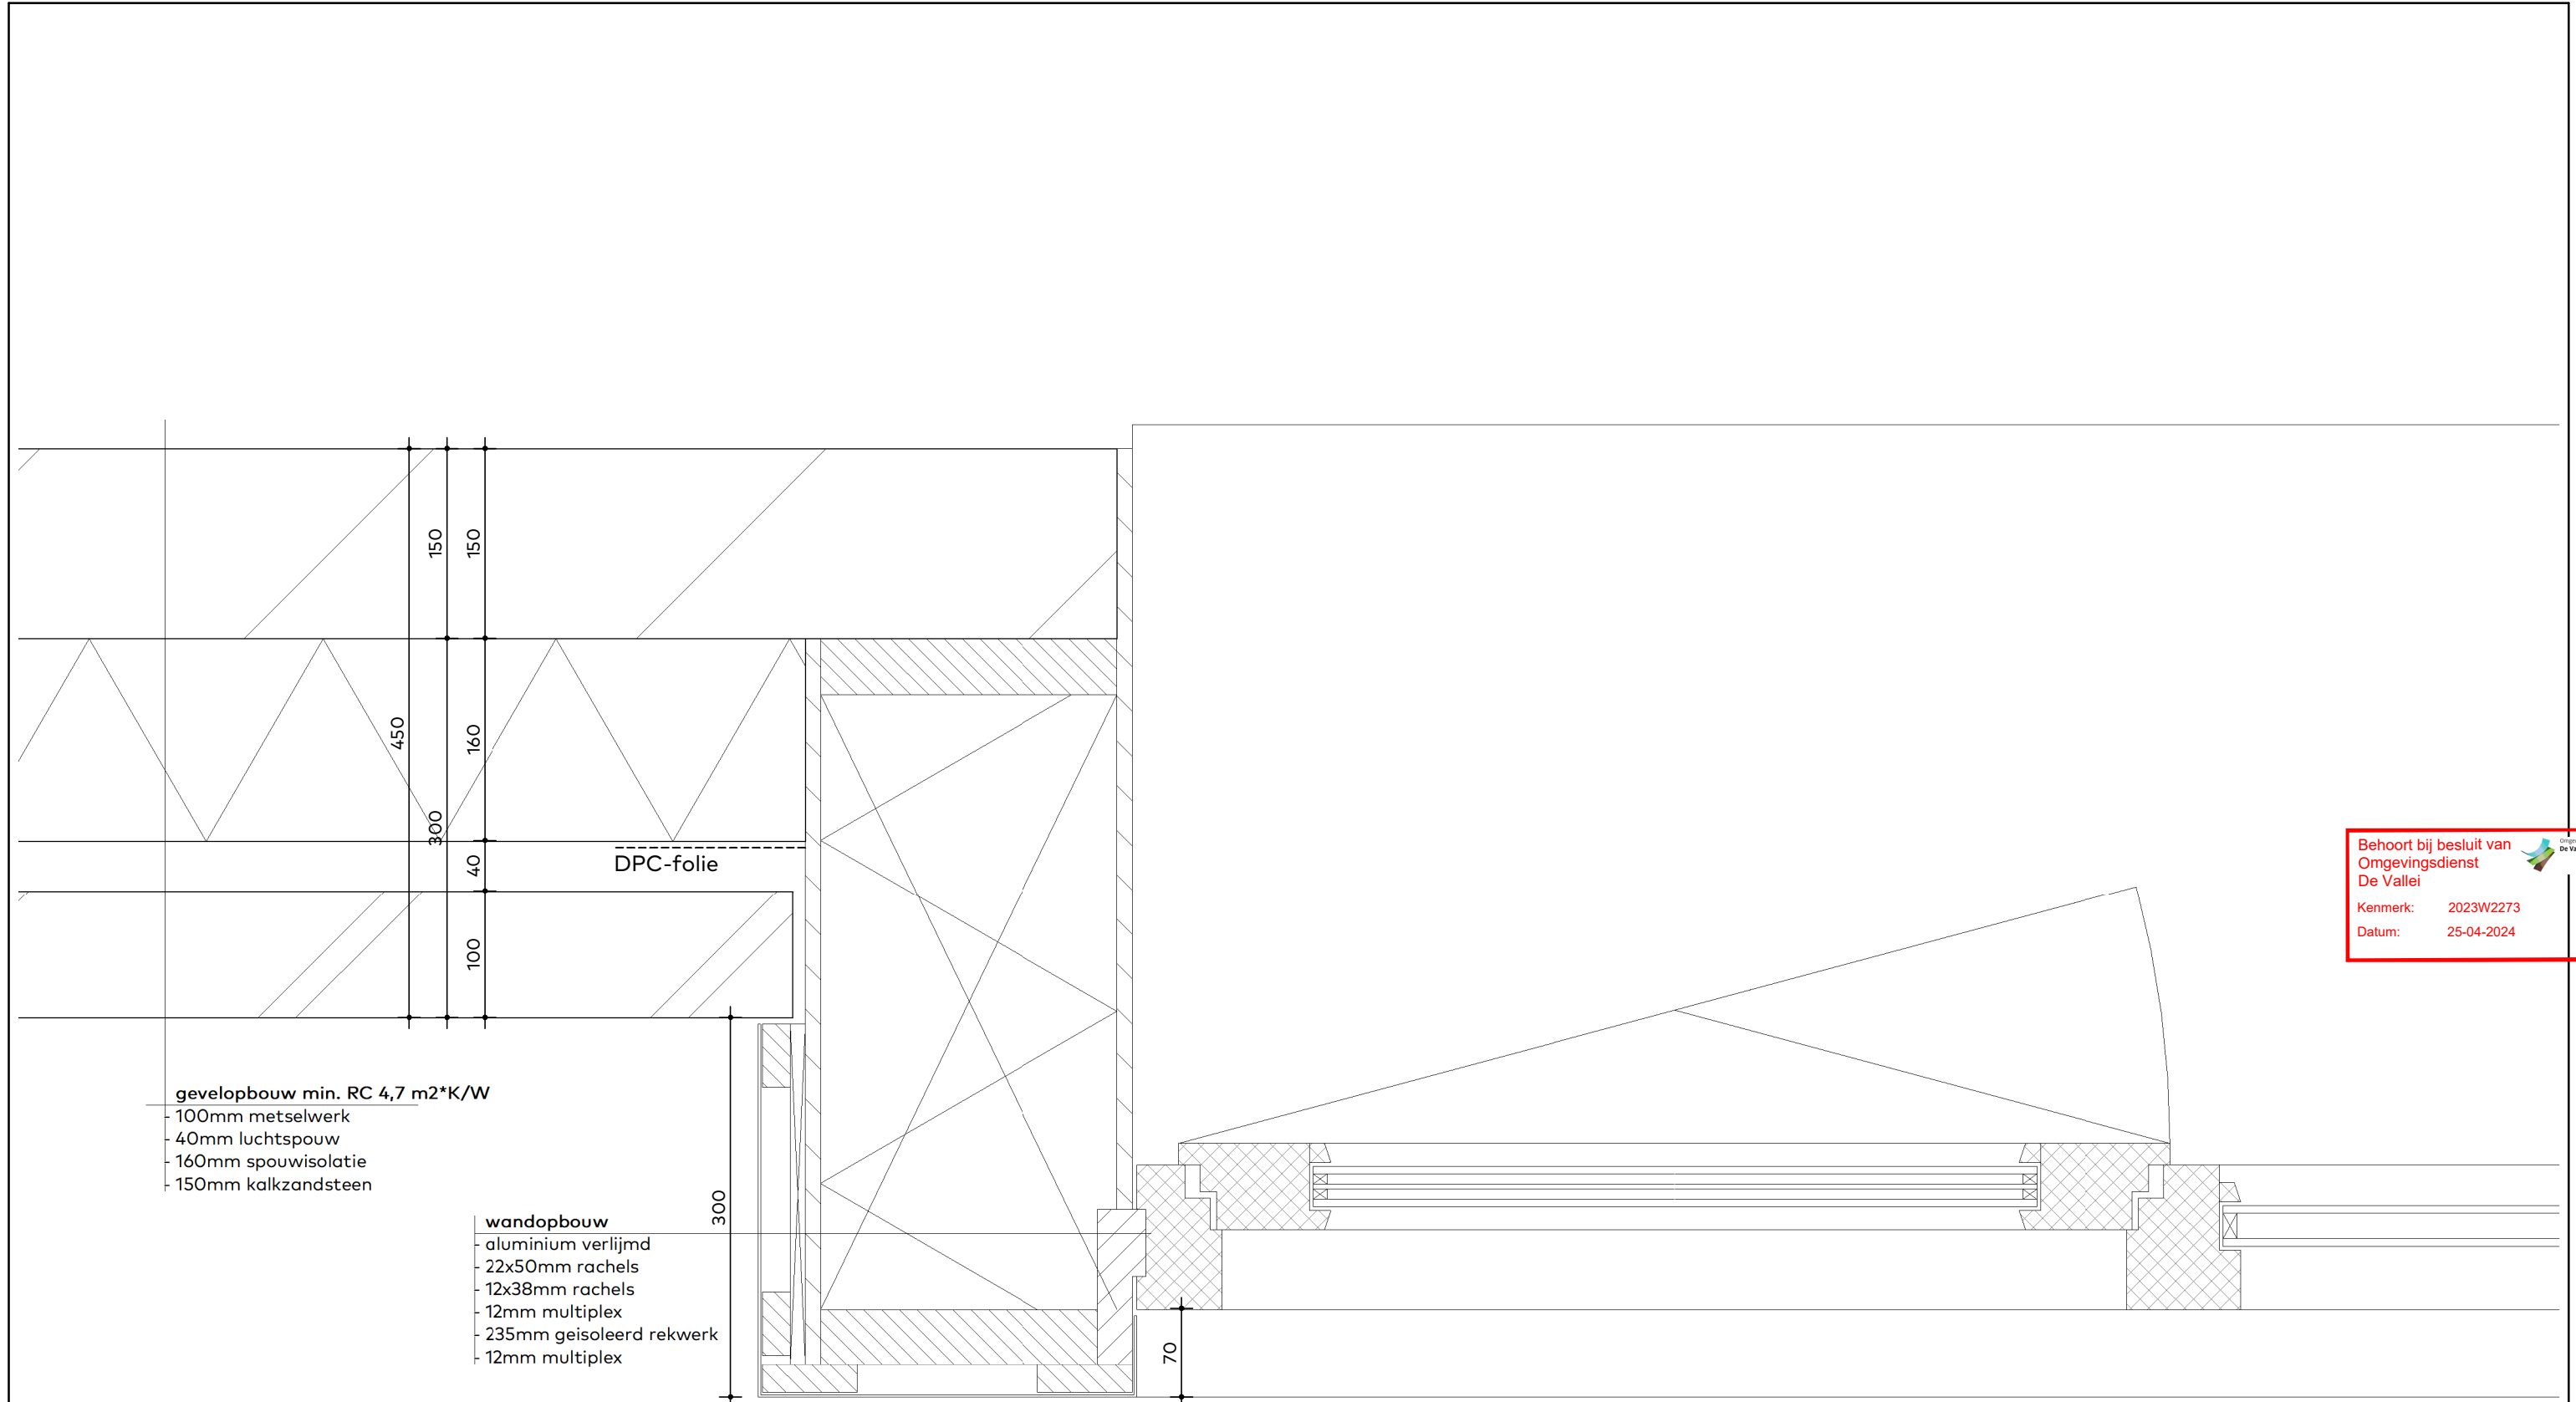 150
150
450
160
300
40
DPC-folie
100
gevelopbouw min. RC 4,7 m2*K/W
- 100mm metselwerk
- 40mm luchtspouw
- 160mm spouwisolatie
- 150mm kalkzandsteen
300
wandopbouw
- aluminium verlijmd
- 22x50mm rachels
- 12x38mm rachels
- 12mm multiplex
- 235mm geisoleerd rekwerk
- 12mm multiplex
70
Behoort bij besluit van
Omgevingsdienst
De Vallei
Kenmerk: 2023W2273
Datum: 25-04-2024